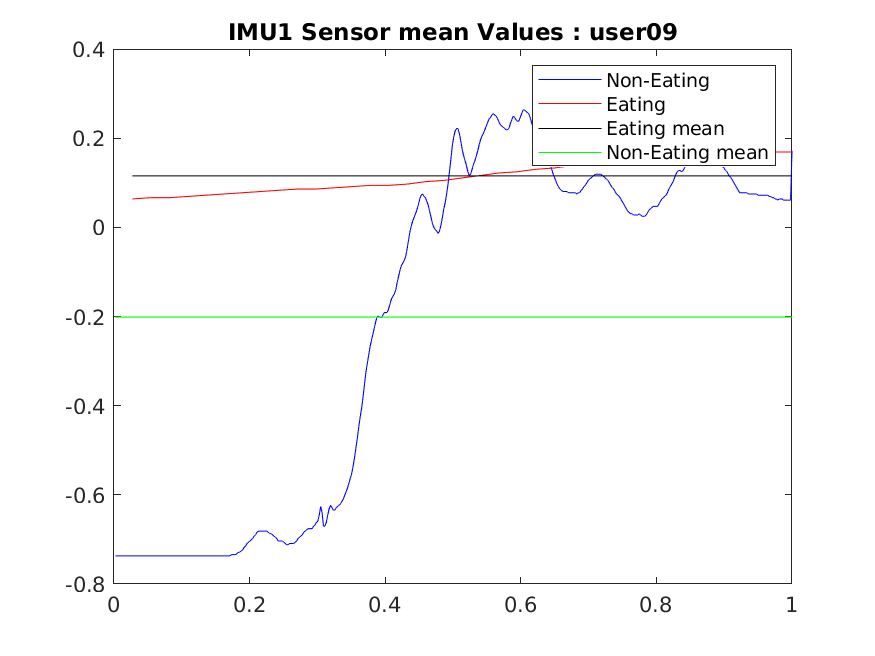 IMU1 Sensor mean Values : user09
0.4
0.2
0
-0.2
-0.4
-0.6
-0.8
Non-Eating
Eating
Eating mean
Non-Eating mean
0 0.2 0.4 0.6 0.8 1